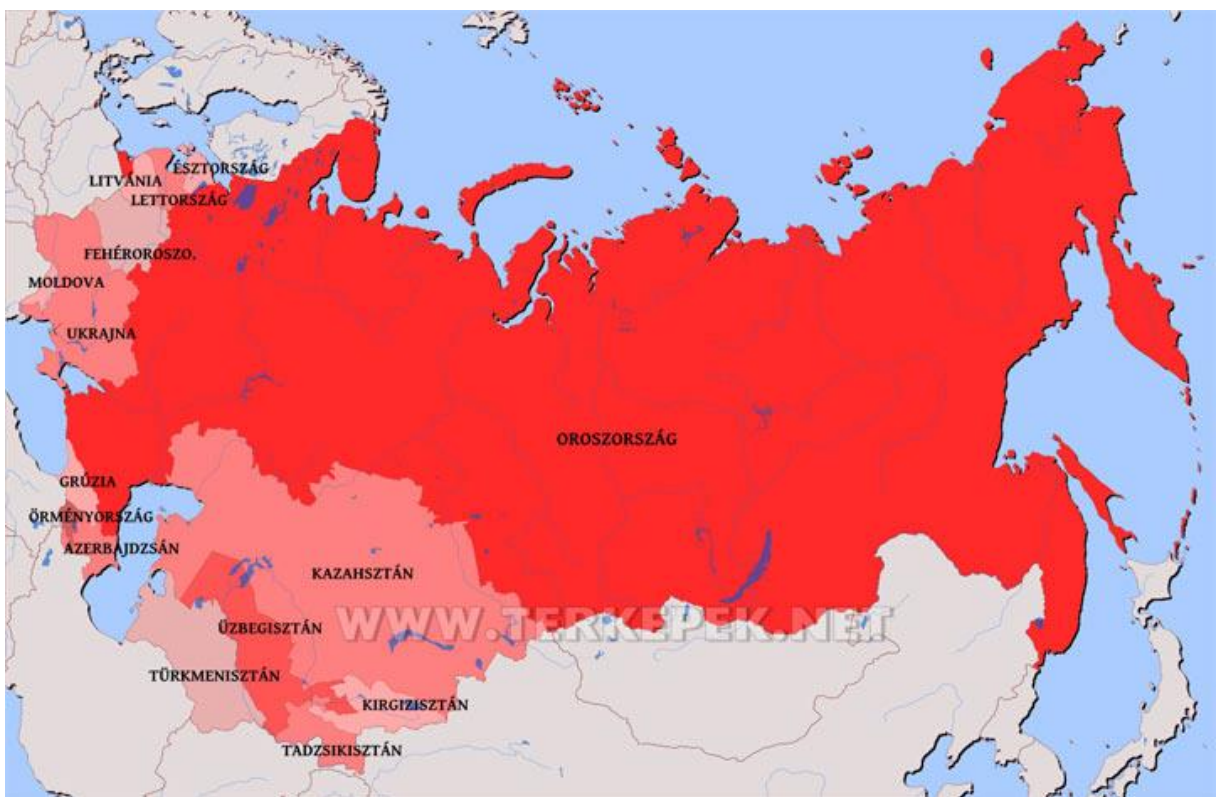 ÉSZTORSZÁG
LITVÁNIA
LETTORSZÁG
FEHÉROROSZO.
MOLDOVA
UKRAJNA
OROSZORSZÁG
GRÚZIA
ÖRMÉNYORSZÁG
AZERBAJDZSÁN
KAZAHSZTÁN
WWW.TERKEPEK.NET
ÜZBEGISZTÁN
TÜRKMENISZTÁN
KIRGIZISZTÁN
TADZSIKISZTÁN